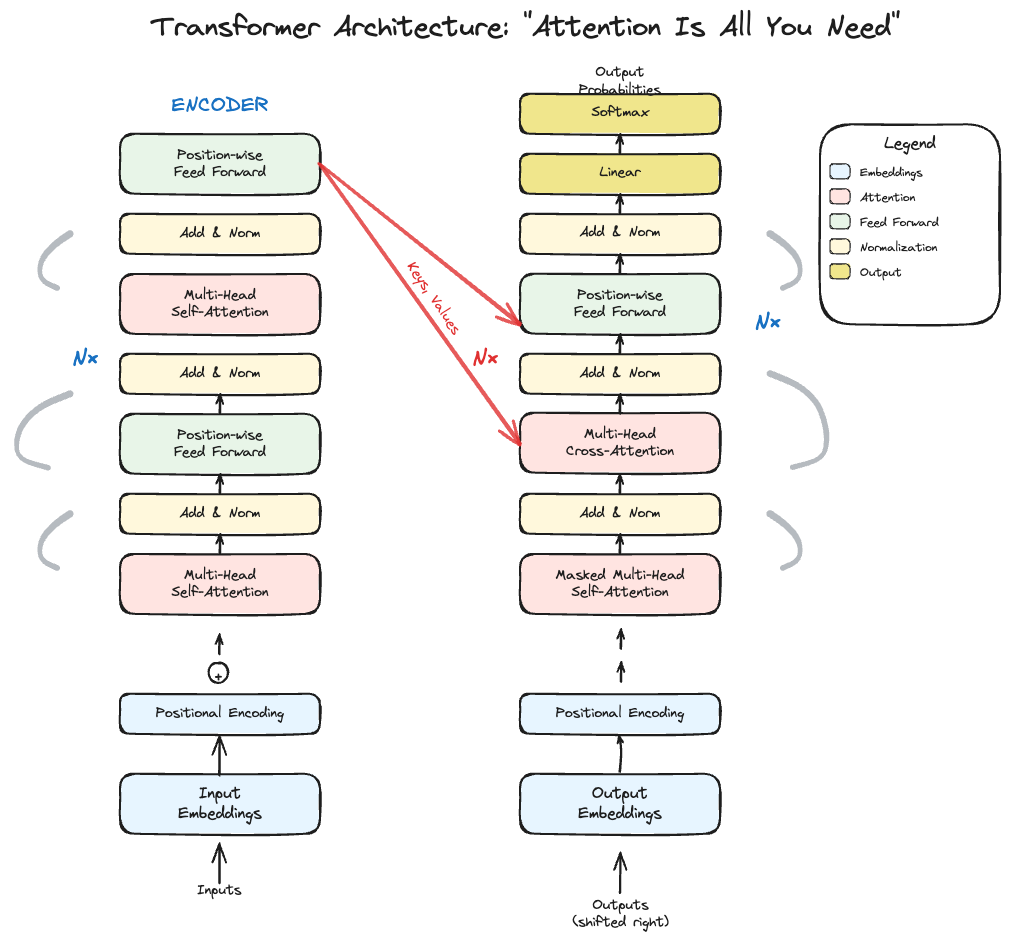 Transformer Architecture: "Attention Is All You Need"
ENCODER
Position-wise
Feed Forward
Add & Norm
Multi-Head
Self-Attention
Nx
Add & Norm
Position-wise
Feed Forward
Add & Norm
Multi-Head
Self-Attention
+
Positional Encoding
Input
Embeddings
Inputs
Keys, Values
Nx
Output
Probabilities
Softmax
Linear
Add & Norm
Position-wise
Feed Forward
Nx
Add & Norm
Multi-Head
Cross-Attention
Add & Norm
Masked Multi-Head
Self-Attention
Positional Encoding
Output
Embeddings
Outputs
(shifted right)
Legend
Embeddings
Attention
Feed Forward
Normalization
Output